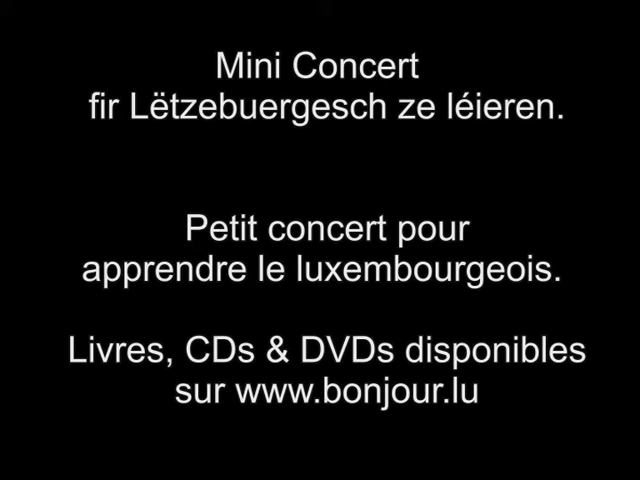 Mini Concert
fir Lëtzebuergesch ze léieren.
Petit concert pour
apprendre le luxembourgeois.
Livres, CDs & DVDs disponibles
sur www.bonjour.lu